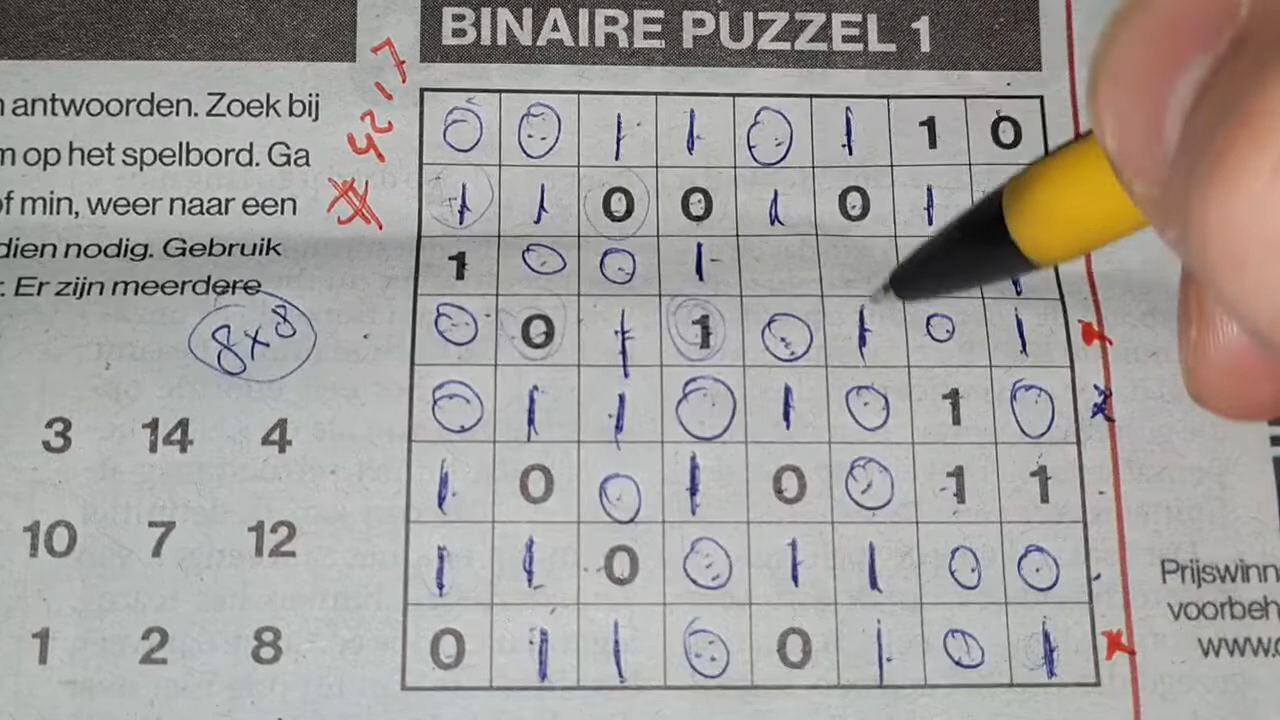 BINAIRE PUZZEL 1
4217
antwoorden. Zoek bij
op het spelbord. Ga
min, weer naar een
dien nodig. Gebruik
Er zijn meerdere
8x8
3 14 4
10 7 12
1 2 8
0 0 1 1 0 1 1 0
1 1 0 0 1 0 1
1 0 0 1 1
0 0 1 1 0 1 0 1
0 1 1 0 1 0 1 0
1 0 0 1 0 0 1 1
1 1 0 0 1 1 0 0
0 1 1 0 0 1 0 1
Prijswinn
voorbeh
www.